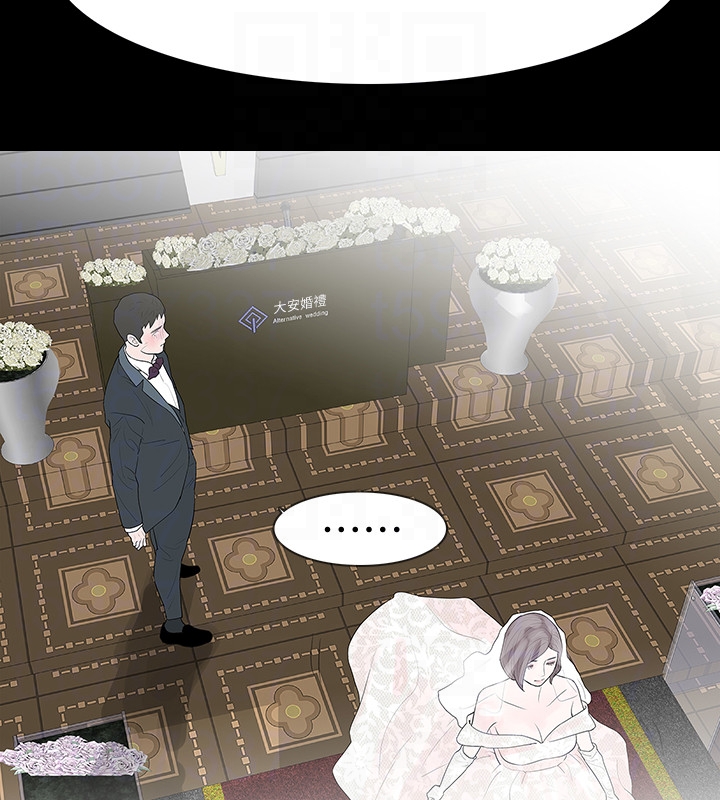 大安婚禮
Alternative wedding
......